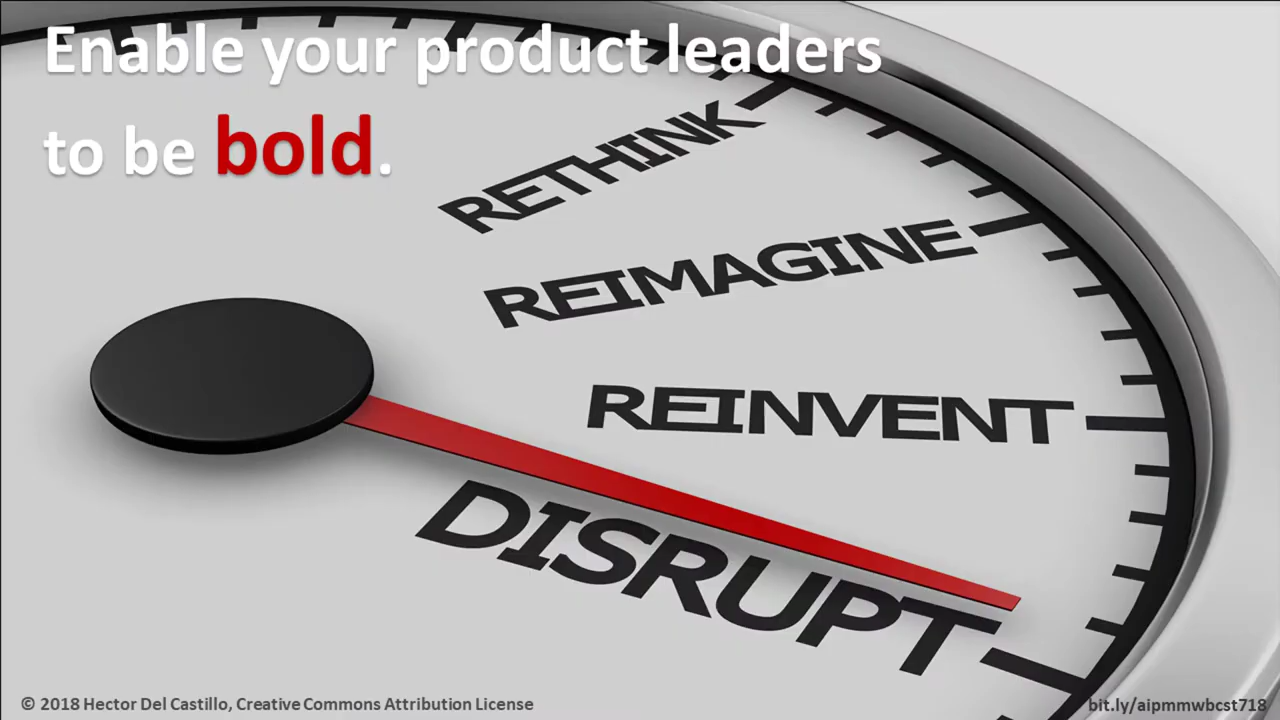 Enable your product leaders
to be bold.
RETHINK
REIMAGINE
REINVENT
DISRUPT
© 2018 Hector Del Castillo, Creative Commons Attribution License
bit.ly/aipmmwbcst718